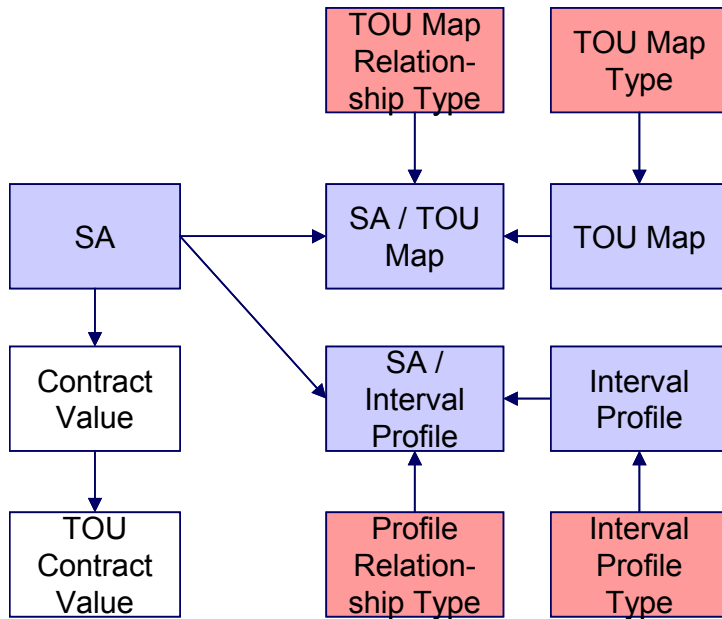 TOU Map
Relation-
ship Type
TOU Map
Type
SA
SA / TOU
Map
TOU Map
Contract
Value
SA /
Interval
Profile
Interval
Profile
TOU
Contract
Value
Profile
Relation-
ship Type
Interval
Profile
Type